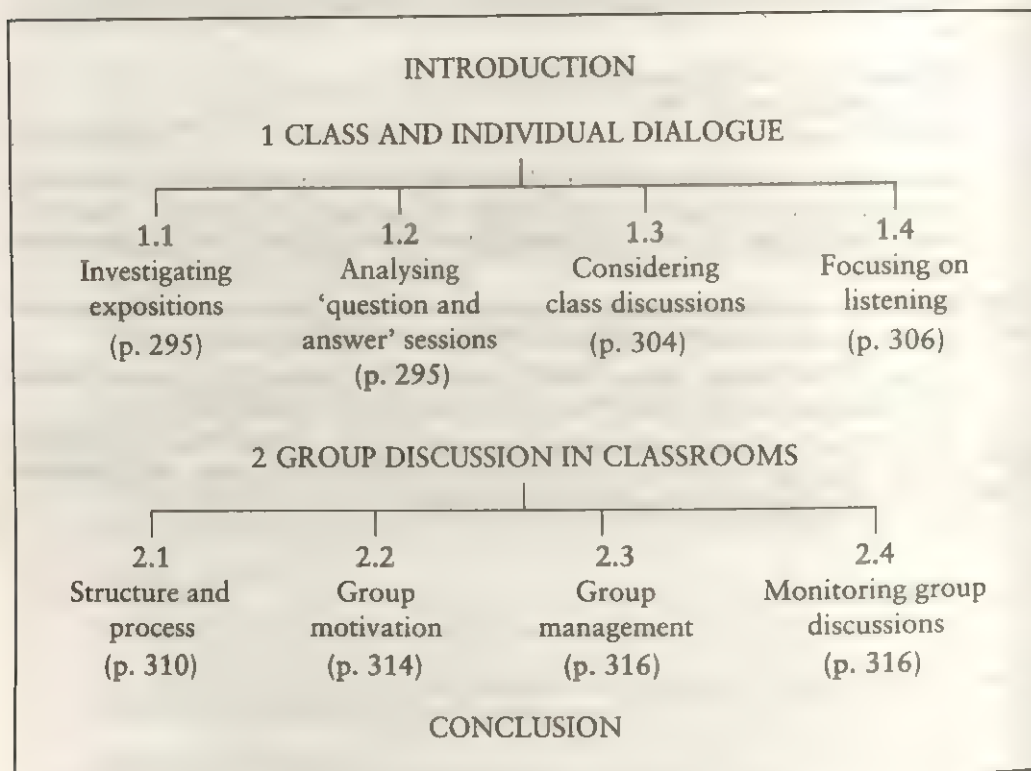 INTRODUCTION
1 CLASS AND INDIVIDUAL DIALOGUE
1.1
Investigating
expositions
(p. 295)
1.2
Analysing
‘question and
answer’ sessions
(p. 295)
1.3
Considering
class discussions
(p. 304)
1.4
Focusing on
listening
(p. 306)
2 GROUP DISCUSSION IN CLASSROOMS
2.1
Structure and
process
(p. 310)
2.2
Group
motivation
(p. 314)
2.3
Group
management
(p. 316)
2.4
Monitoring group
discussions
(p. 316)
CONCLUSION